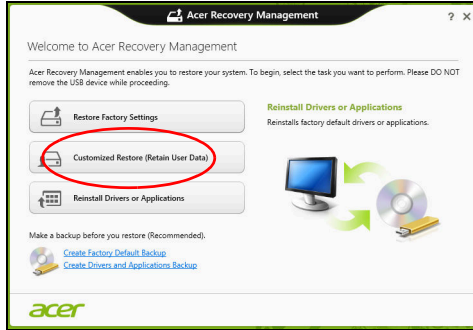 Acer Recovery Management
? X
Welcome to Acer Recovery Management
Acer Recovery Management enables you to restore your system. To begin, select the task you want to perform. Please DO NOT
remove the USB device while proceeding.
Restore Factory Settings
Customized Restore (Retain User Data)
Reinstall Drivers or Applications
Reinstall Drivers or Applications
Reinstalls factory default drivers or applications.
Make a backup before you restore (Recommended).
Create Factory Default Backup
Create Drivers and Applications Backup
acer